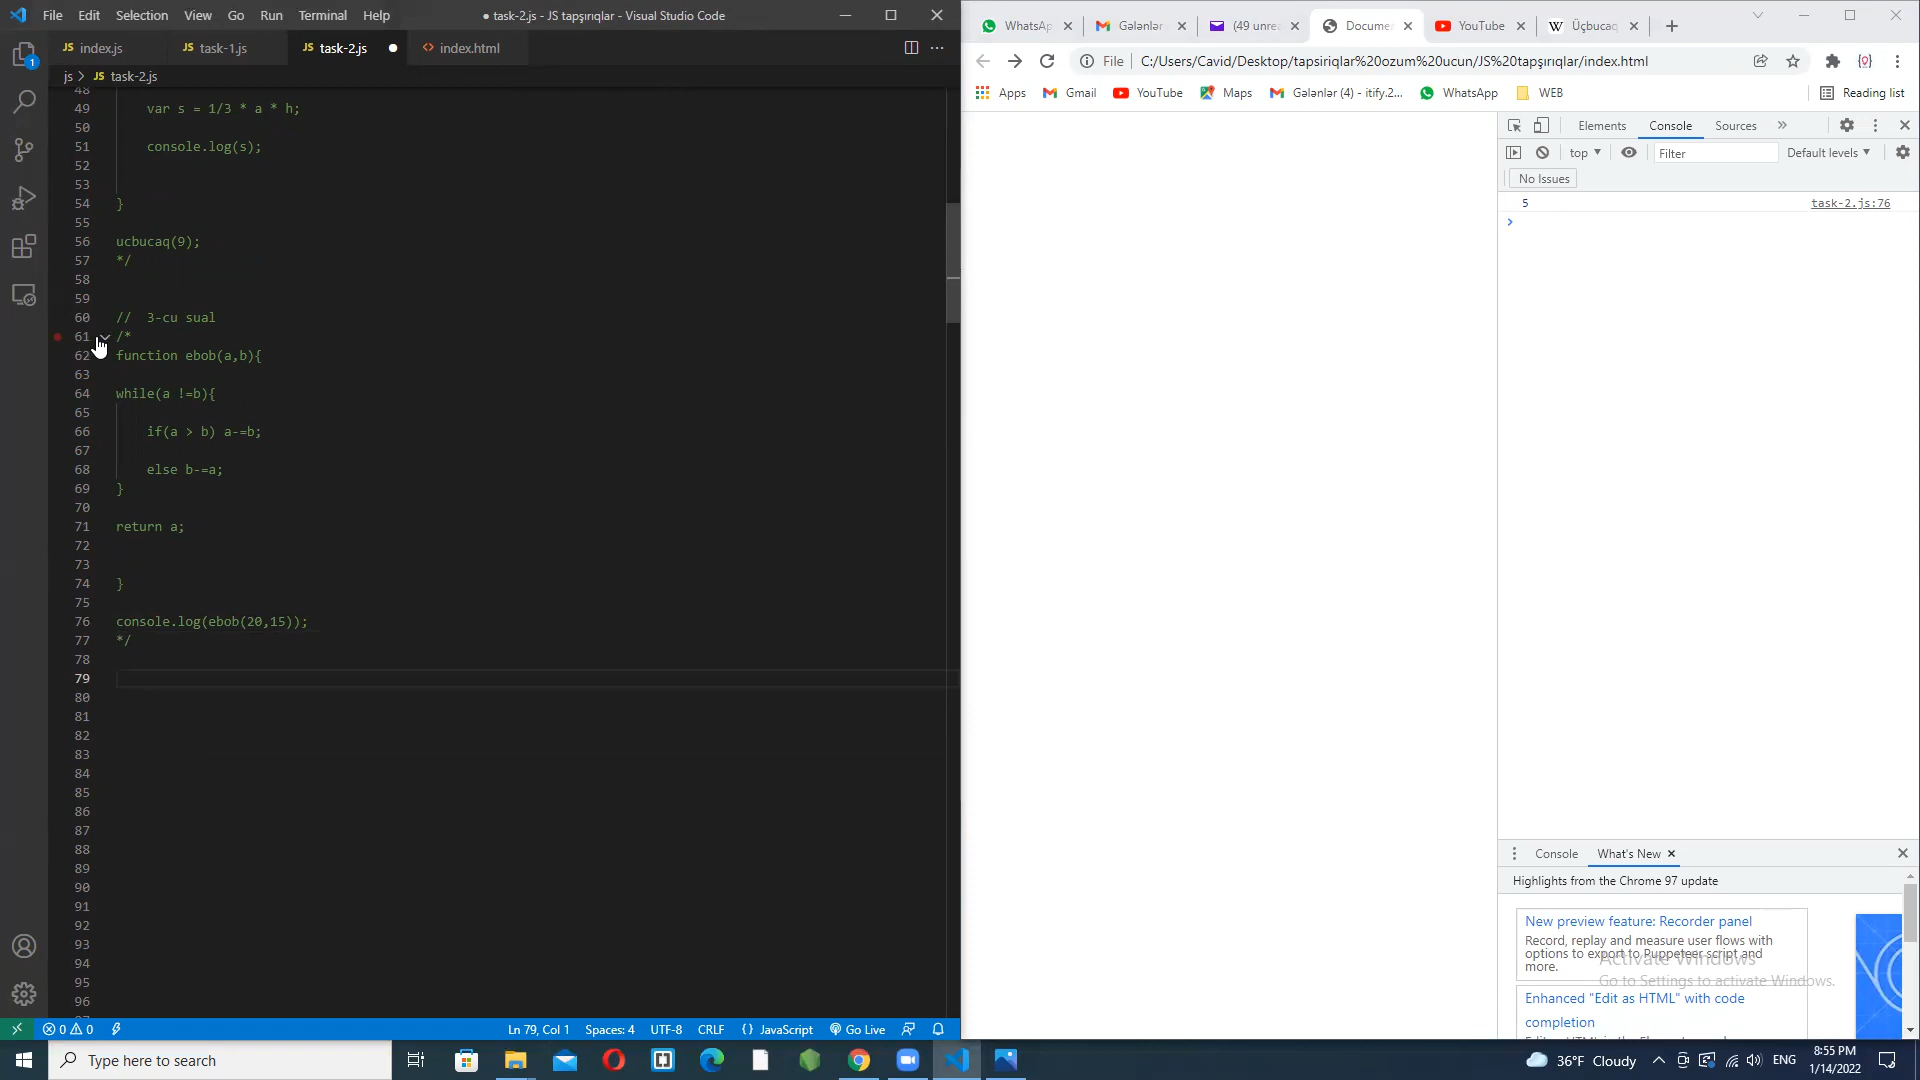 File Edit Selection View Go Run Terminal Help
● task-2.js - JS tapşırıqlar - Visual Studio Code
JS index.js
JS task-1.js
JS task-2.js ●
<> index.html
js > JS task-2.js
48
49 var s = 1/3 * a * h;
50
51 console.log(s);
52
53
54 }
55
56 ucbucaq(9);
57 */
58
59
60 // 3-cu sual
61 /*
62 function ebob(a,b){
63
64 while(a !=b){
65
66 if(a > b) a-=b;
67
68 else b-=a;
69 }
70
71 return a;
72
73
74 }
75
76 console.log(ebob(20,15));
77 */
78
79
80
81
82
83
84
85
86
87
88
89
90
91
92
93
94
95
96
1
0 0
Ln 79, Col 1 Spaces: 4 UTF-8 CRLF {} JavaScript Go Live
WhatsAp
Gələnlər
(49 unrea
Documen
YouTube
Üçbucaq
File C:/Users/Cavid/Desktop/tapsiriqlar%20ozum%20ucun/JS%20tapşırıqlar/index.html
Apps Gmail YouTube Maps Gələnlər (4) - itify.2... WhatsApp WEB Reading list
Elements Console Sources »
top ▼ Filter Default levels ▼
No Issues
5 task-2.js:76
>
Console What's New ×
Highlights from the Chrome 97 update
New preview feature: Recorder panel
Record, replay and measure user flows with
options to export to Puppeteer script and
more.
Enhanced "Edit as HTML" with code
completion
Activate Windows
Go to Settings to activate Windows.
Type here to search
36°F Cloudy
ENG
8:55 PM
1/14/2022